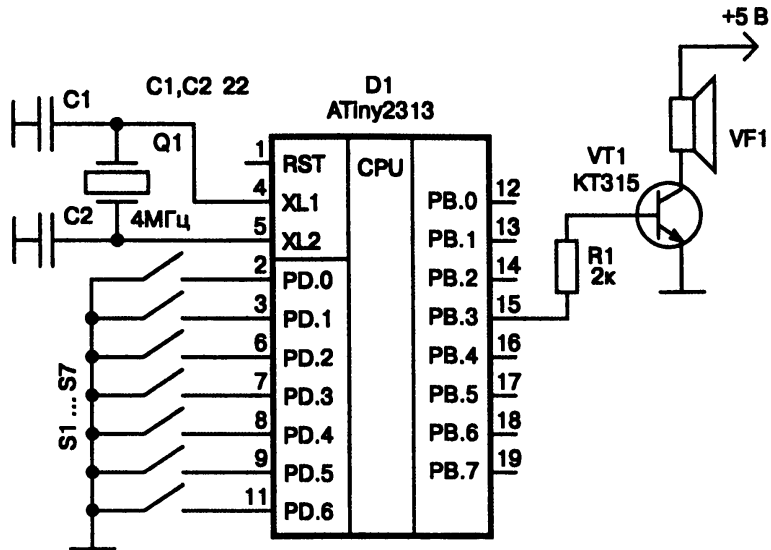 +5 В
C1
C1,C2 22
D1
ATiny2313
Q1
VF1
1
RST
CPU
VT1
КТ315
4
XL1
PB.0
12
C2
4МГц
5
XL2
PB.1
13
2
PD.0
PB.2
14
R1
2к
3
PD.1
PB.3
15
6
PD.2
PB.4
16
7
PD.3
PB.5
17
S1 ... S7
8
PD.4
PB.6
18
9
PD.5
PB.7
19
11
PD.6